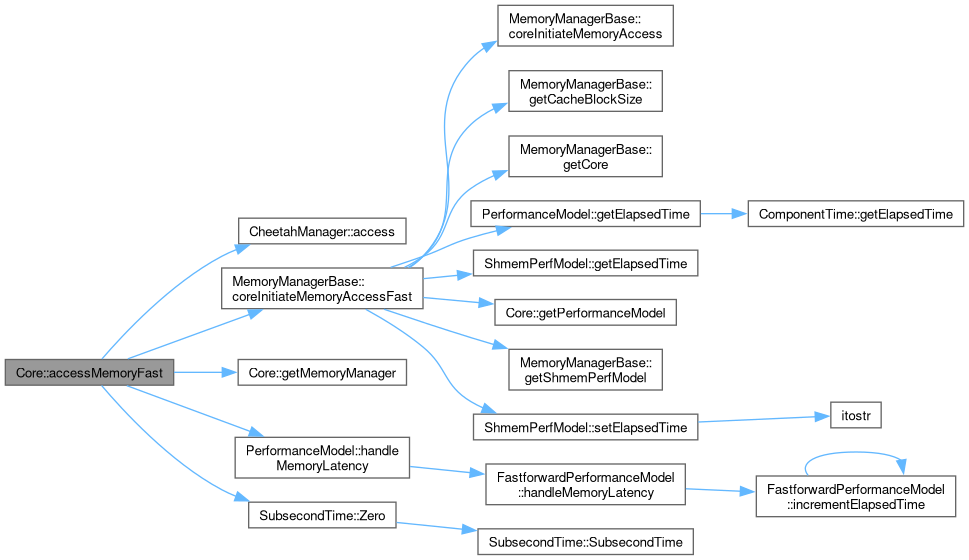 Core::accessMemoryFast
CheetahManager::access
MemoryManagerBase::
coreInitiateMemoryAccessFast
Core::getMemoryManager
PerformanceModel::handle
MemoryLatency
SubsecondTime::Zero
MemoryManagerBase::
coreInitiateMemoryAccess
MemoryManagerBase::
getCacheBlockSize
MemoryManagerBase::
getCore
PerformanceModel::getElapsedTime
ShmemPerfModel::getElapsedTime
Core::getPerformanceModel
MemoryManagerBase::
getShmemPerfModel
ShmemPerfModel::setElapsedTime
FastforwardPerformanceModel
::handleMemoryLatency
SubsecondTime::SubsecondTime
ComponentTime::getElapsedTime
itostr
FastforwardPerformanceModel
::incrementElapsedTime